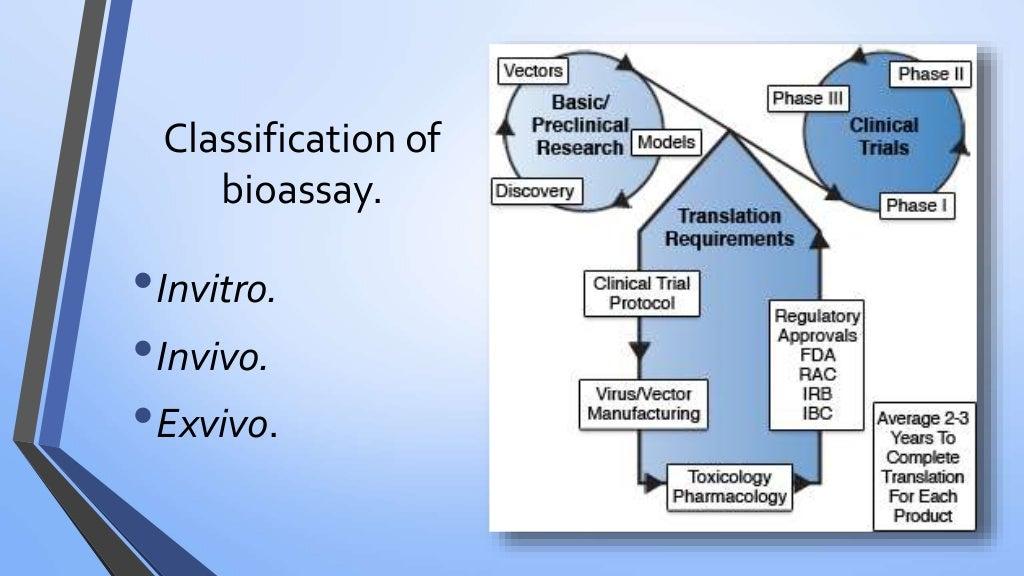 Classification of
bioassay.
Invitro.
Invivo.
Exvivo.
Vectors
Basic/
Preclinical
Research
Models
Discovery
Phase II
Phase III
Clinical
Trials
Phase I
Translation
Requirements
Clinical Trial
Protocol
Virus/Vector
Manufacturing
Toxicology
Pharmacology
Regulatory
Approvals
FDA
RAC
IRB
IBC
Average 2-3
Years To
Complete
Translation
For Each
Product